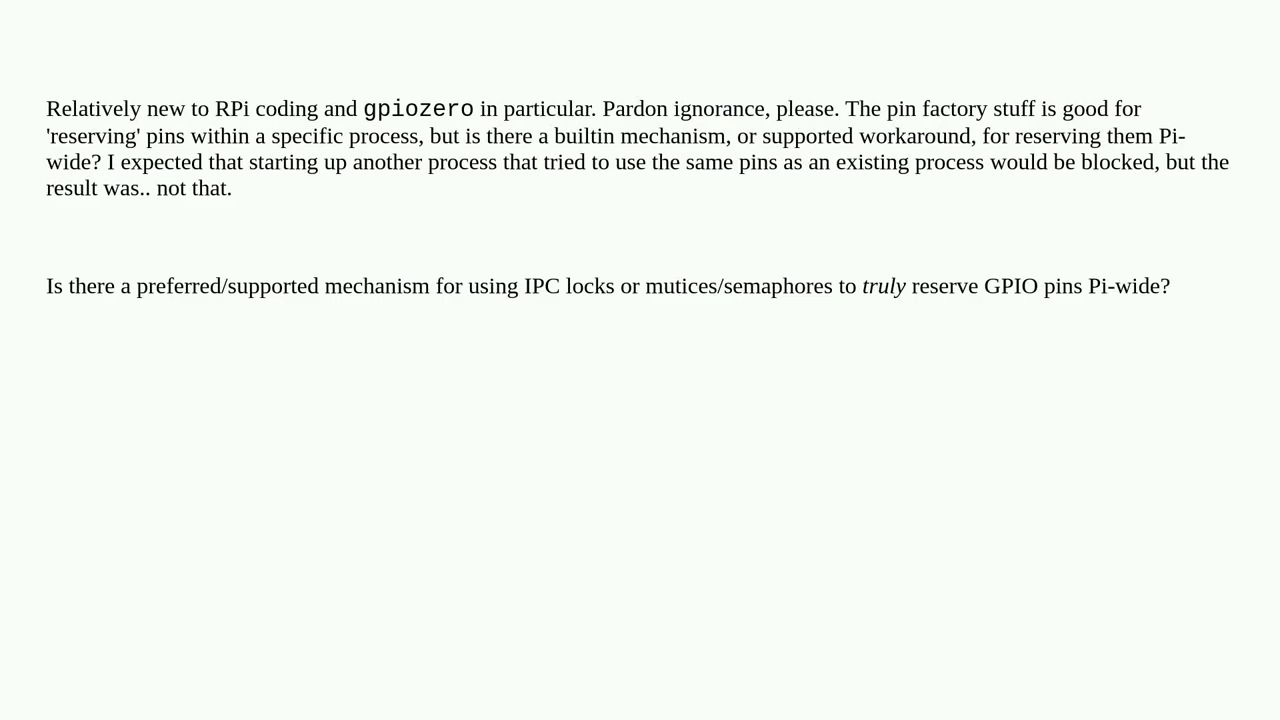 Relatively new to RPi coding and gpiozero in particular. Pardon ignorance, please. The pin factory stuff is good for
'reserving' pins within a specific process, but is there a builtin mechanism, or supported workaround, for reserving them Pi-
wide? I expected that starting up another process that tried to use the same pins as an existing process would be blocked, but the
result was.. not that.
Is there a preferred/supported mechanism for using IPC locks or mutices/semaphores to truly reserve GPIO pins Pi-wide?